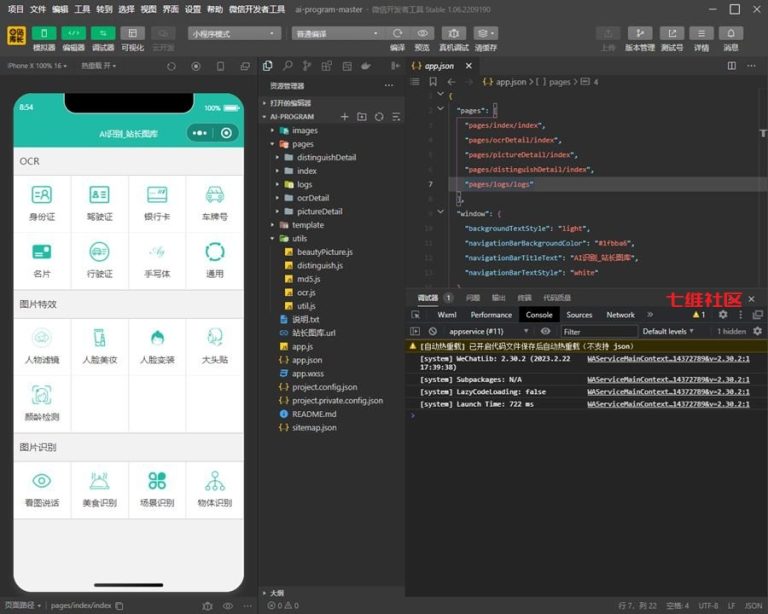 项目 文件 编辑 工具 转到 选择 视图 界面 设置 帮助 微信开发者工具
ai-program-master - 微信开发者工具 Stable 1.06.2209190
模拟器 编辑器 调试器 可视化 云开发
小程序模式 普通编译
编译 预览 真机调试 清缓存
上传 版本管理 测试号 详情 消息
iPhone X 100% 16 热重载 开
8:54 100%
AI识别_站长图库
OCR
身份证 驾驶证 银行卡 车牌号
名片 行驶证 手写体 通用
图片特效
人物滤镜 人脸美妆 人脸变装 大头贴
颜龄检测
图片识别
看图说话 美食识别 场景识别 物体识别
页面路径 pages/index/index
资源管理器
打开的编辑器
AI-PROGRAM
images
pages
distinguishDetail
index
logs
ocrDetail
pictureDetail
template
utils
beautyPicture.js
distinguish.js
md5.js
ocr.js
util.js
说明.txt
站长图库.url
app.js
app.json
app.wxss
project.config.json
project.private.config.json
README.md
sitemap.json
大纲
0 0
app.json
app.json > [ ] pages > 4
1 {
2 "pages": [
3 "pages/index/index",
4 "pages/ocrDetail/index",
5 "pages/pictureDetail/index",
6 "pages/distinguishDetail/index",
7 "pages/logs/logs"
8 ],
9 "window": {
10 "backgroundTextStyle": "light",
11 "navigationBarBackgroundColor": "#1fbba6",
12 "navigationBarTitleText": "AI识别_站长图库",
13 "navigationBarTextStyle": "white"
七维社区
调试器 1 问题 输出 终端 代码质量
Wxml Performance Console Sources Network 1
appservice (#11) Filter Default levels 1 hidden
[自动热重载] 已开启代码文件保存后自动热重载 (不支持 json)
[system] WeChatLib: 2.30.2 (2023.2.22 17:39:38) WAServiceMainContext…14372789&v=2.30.2:1
[system] Subpackages: N/A WAServiceMainContext…14372789&v=2.30.2:1
[system] LazyCodeLoading: false WAServiceMainContext…14372789&v=2.30.2:1
[system] Launch Time: 722 ms WAServiceMainContext…14372789&v=2.30.2:1
行 7, 列 22 空格: 4 UTF-8 LF JSON